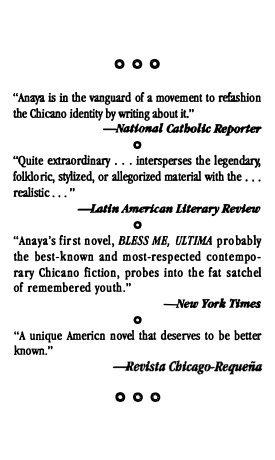 “Anaya is in the vanguard of a movement to refashion
the Chicano identity by writing about it.”
—National Catholic Reporter
“Quite extraordinary . . . intersperses the legendary,
folkloric, stylized, or allegorized material with the . . .
realistic . . . ”
—Latin American Literary Review
“Anaya’s first novel, BLESS ME, ULTIMA probably
the best-known and most-respected contempo-
rary Chicano fiction, probes into the fat satchel
of remembered youth.”
—New York Times
“A unique Americn novel that deserves to be better
known.”
—Revista Chicago-Requeña